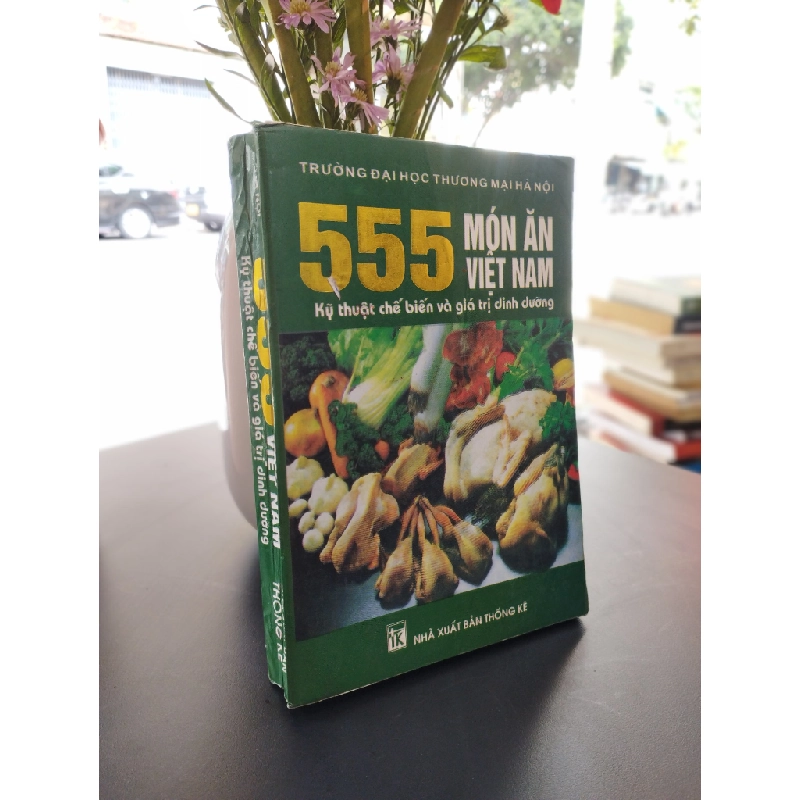 TRƯỜNG ĐẠI HỌC THƯƠNG MẠI HÀ NỘI
555 MÓN ĂN
VIỆT NAM
Kỹ thuật chế biến và giá trị dinh dưỡng
NHÀ XUẤT BẢN THỐNG KÊ
555
VIỆT NAM
Kỹ thuật chế biến và giá trị dinh dưỡng
THỐNG KÊ